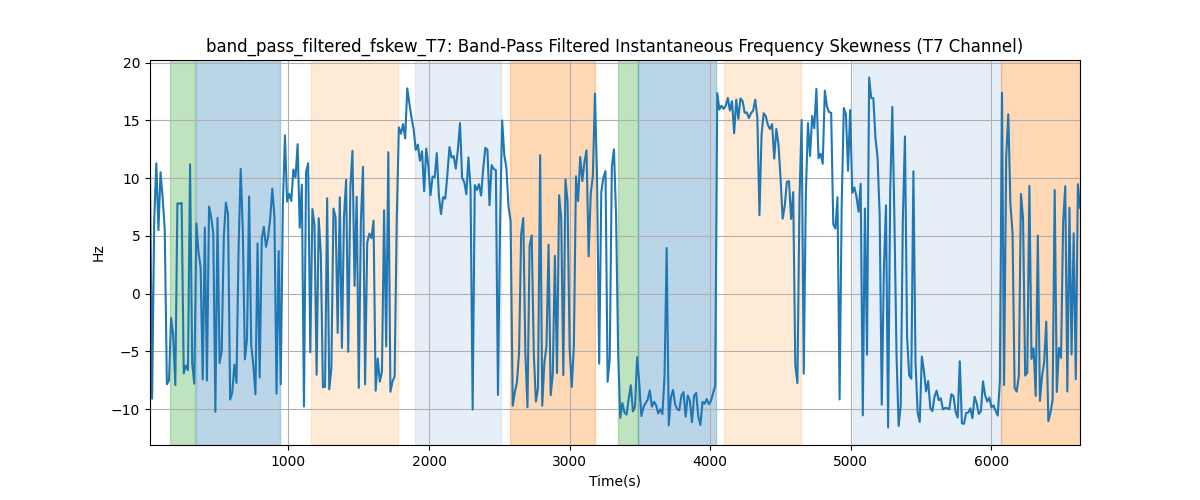 band_pass_filtered_fskew_T7: Band-Pass Filtered Instantaneous Frequency Skewness (T7 Channel)
20
15
10
5
0
−5
−10
Hz
1000 2000 3000 4000 5000 6000
Time(s)